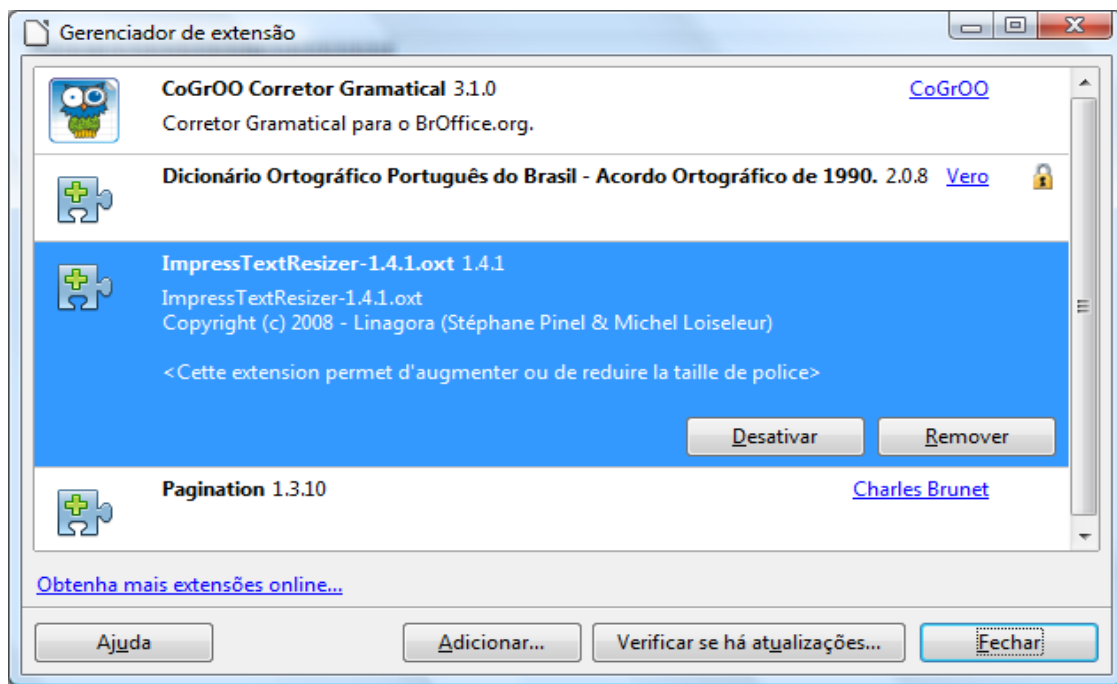 Gerenciador de extensão
CoGrOO Corretor Gramatical 3.1.0 CoGrOO
Corretor Gramatical para o BrOffice.org.
Dicionário Ortográfico Português do Brasil - Acordo Ortográfico de 1990. 2.0.8 Vero
ImpressTextResizer-1.4.1.oxt 1.4.1
ImpressTextResizer-1.4.1.oxt
Copyright (c) 2008 - Linagora (Stéphane Pinel & Michel Loiseleur)
<Cette extension permet d'augmenter ou de reduire la taille de police>
Desativar Remover
Pagination 1.3.10 Charles Brunet
Obtenha mais extensões online...
Ajuda Adicionar... Verificar se há atualizações... Fechar